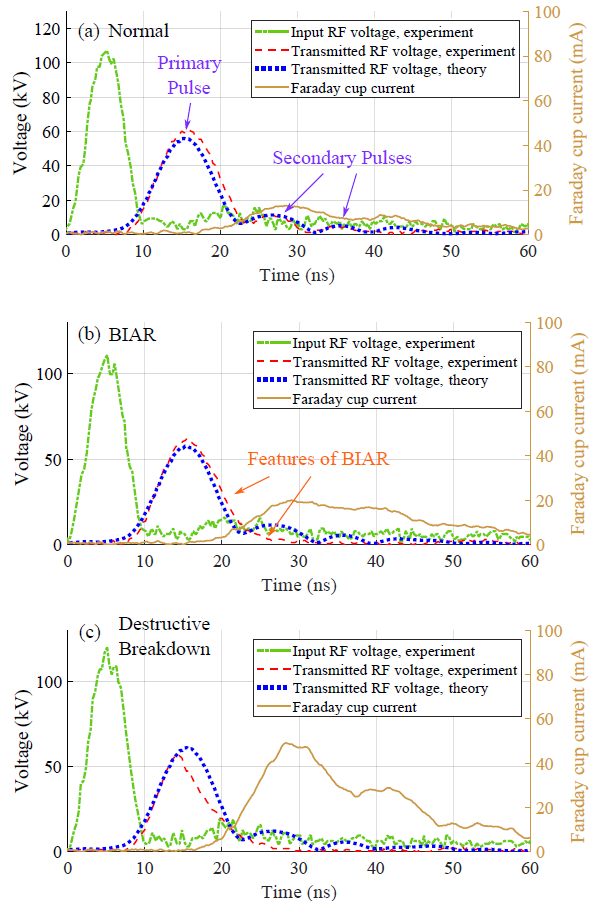 (a) Normal
Input RF voltage, experiment
Transmitted RF voltage, experiment
Transmitted RF voltage, theory
Faraday cup current
Primary
Pulse
Secondary Pulses
Voltage (kV)
0
20
40
60
80
100
120
Faraday cup current (mA)
0
20
40
60
80
100
0
10
20
30
40
50
60
Time (ns)
(b) BIAR
Input RF voltage, experiment
Transmitted RF voltage, experiment
Transmitted RF voltage, theory
Faraday cup current
Features of BIAR
Voltage (kV)
0
50
100
Faraday cup current (mA)
0
20
40
60
80
100
0
10
20
30
40
50
60
Time (ns)
(c) Destructive
Breakdown
Input RF voltage, experiment
Transmitted RF voltage, experiment
Transmitted RF voltage, theory
Faraday cup current
Voltage (kV)
0
50
100
Faraday cup current (mA)
0
20
40
60
80
100
0
10
20
30
40
50
60
Time (ns)